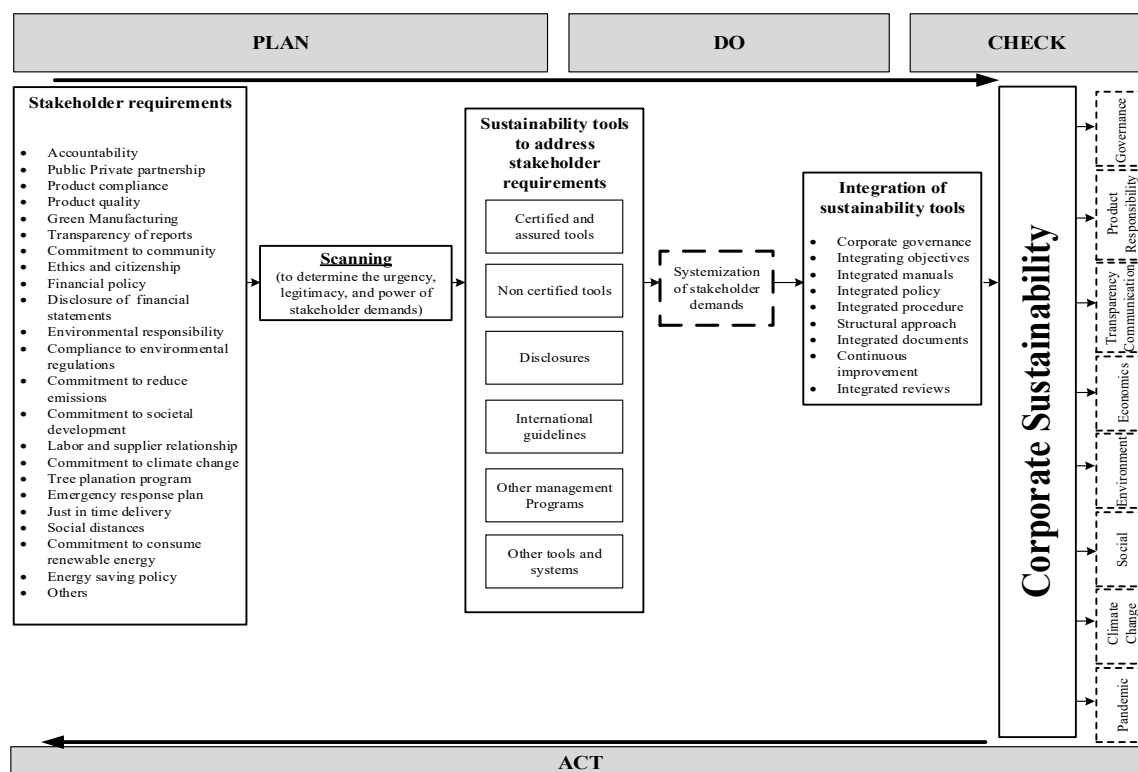 PLAN
DO
CHECK
Stakeholder requirements
• Accountability
• Public Private partnership
• Product compliance
• Product quality
• Green Manufacturing
• Transparency of reports
• Commitment to community
• Ethics and citizenship
• Financial policy
• Disclosure of financial
statements
• Environmental responsibility
• Compliance to environmental
regulations
• Commitment to reduce
emissions
• Commitment to societal
development
• Labor and supplier relationship
• Commitment to climate change
• Tree planation program
• Emergency response plan
• Just in time delivery
• Social distances
• Commitment to consume
renewable energy
• Energy saving policy
• Others
Scanning
(to determine the urgency,
legitimacy, and power of
stakeholder demands)
Sustainability tools
to address
stakeholder
requirements
Certified and
assured tools
Non certified tools
Disclosures
International
guidelines
Other management
Programs
Other tools and
systems
Systemization
of stakeholder
demands
Integration of
sustainability tools
• Corporate governance
• Integrating objectives
• Integrated manuals
• Integrated policy
• Integrated procedure
• Structural approach
• Integrated documents
• Continuous
improvement
• Integrated reviews
Corporate Sustainability
Governance
Product
Responsibility
Transparency
Communication
Economics
Environment
Social
Climate
Change
Pandemic
ACT